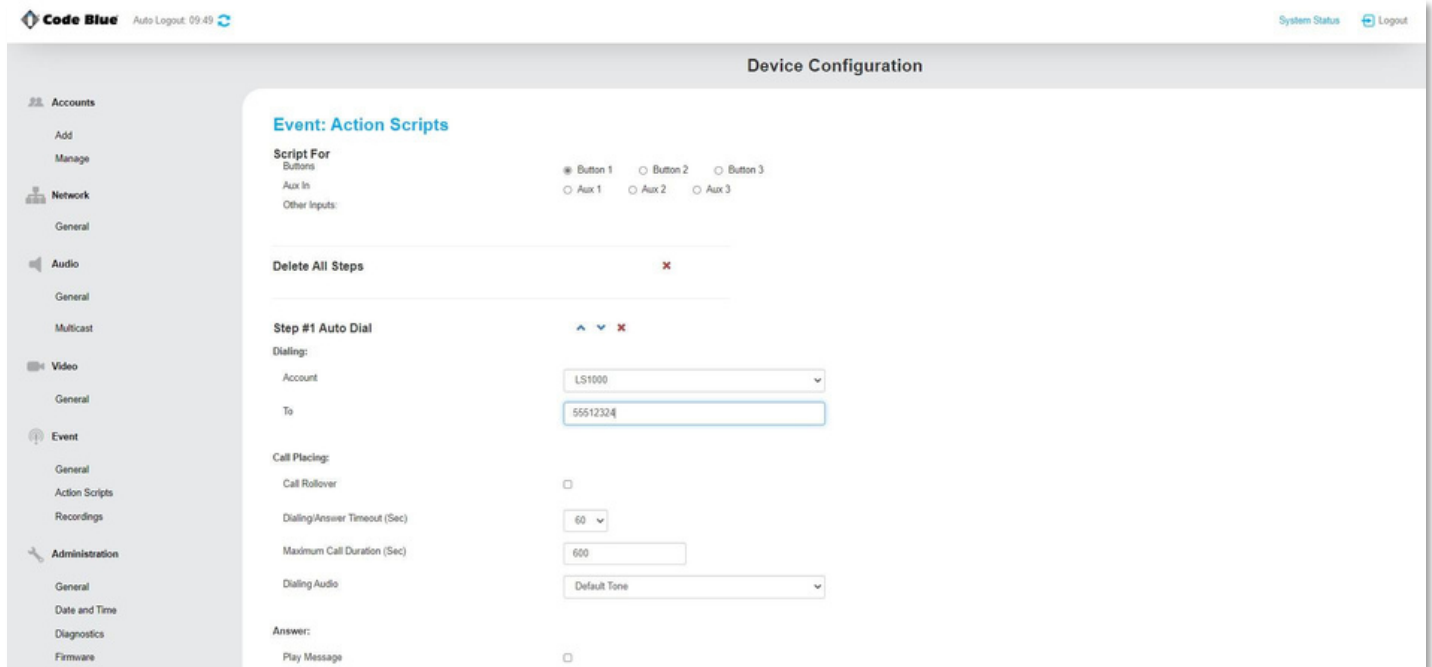 Code Blue Auto Logout: 09:49 System Status Logout
Device Configuration
Accounts
Add
Manage
Network
General
Audio
General
Multicast
Video
General
Event
General
Action Scripts
Recordings
Administration
General
Date and Time
Diagnostics
Firmware
Event: Action Scripts
Script For
Buttons Button 1 Button 2 Button 3
Aux In Aux 1 Aux 2 Aux 3
Other Inputs:
Delete All Steps
Step #1 Auto Dial
Dialing:
Account LS1000
To 55512324
Call Placing:
Call Rollover
Dialing/Answer Timeout (Sec) 60
Maximum Call Duration (Sec) 600
Dialing Audio Default Tone
Answer:
Play Message